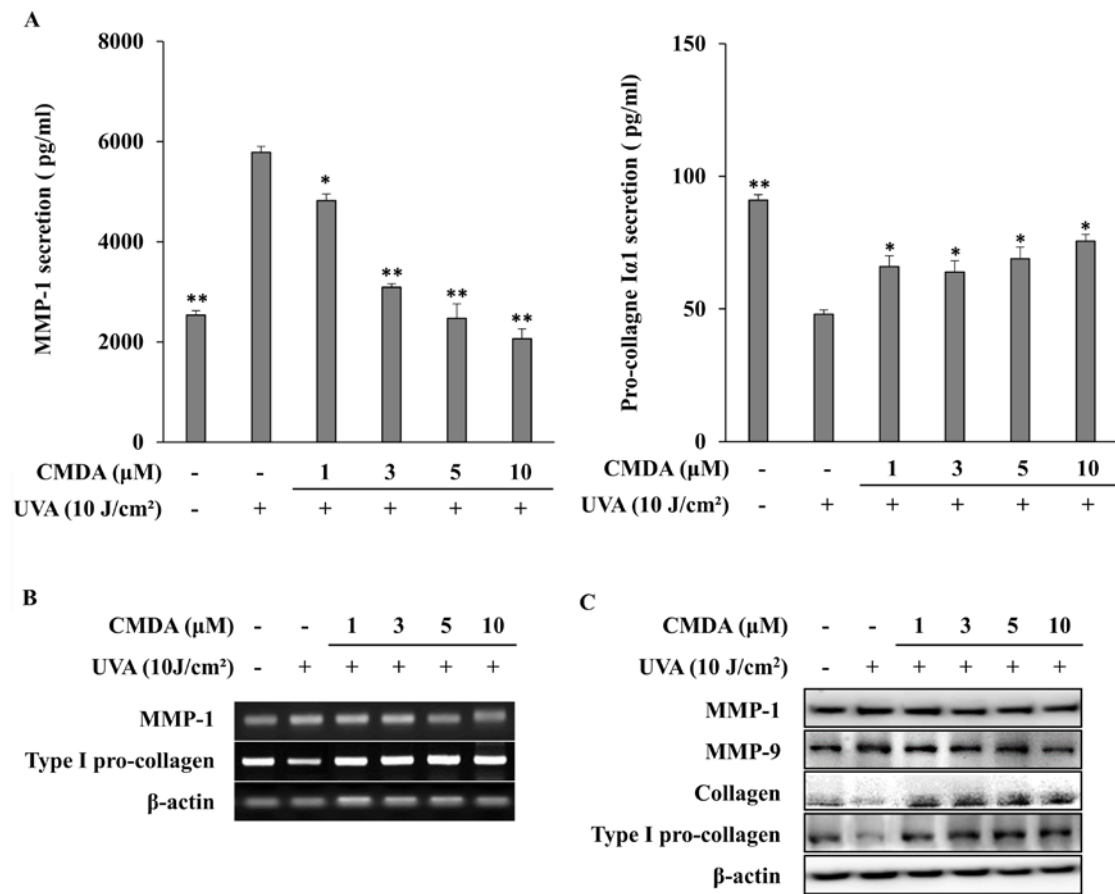 A
8000
6000
4000
2000
0
MMP-1 secretion ( pg/ml)
**
*
**
**
**
CMDA (µM) - - 1 3 5 10
UVA (10 J/cm²) - + + + + +
150
100
50
0
Pro-collagne Iα1 secretion ( pg/ml)
**
*
*
*
*
CMDA (µM) - - 1 3 5 10
UVA (10 J/cm²) - + + + + +
B
CMDA (µM) - - 1 3 5 10
UVA (10J/cm²) - + + + + +
MMP-1
Type I pro-collagen
β-actin
C
CMDA (µM) - - 1 3 5 10
UVA (10 J/cm²) - + + + + +
MMP-1
MMP-9
Collagen
Type I pro-collagen
β-actin